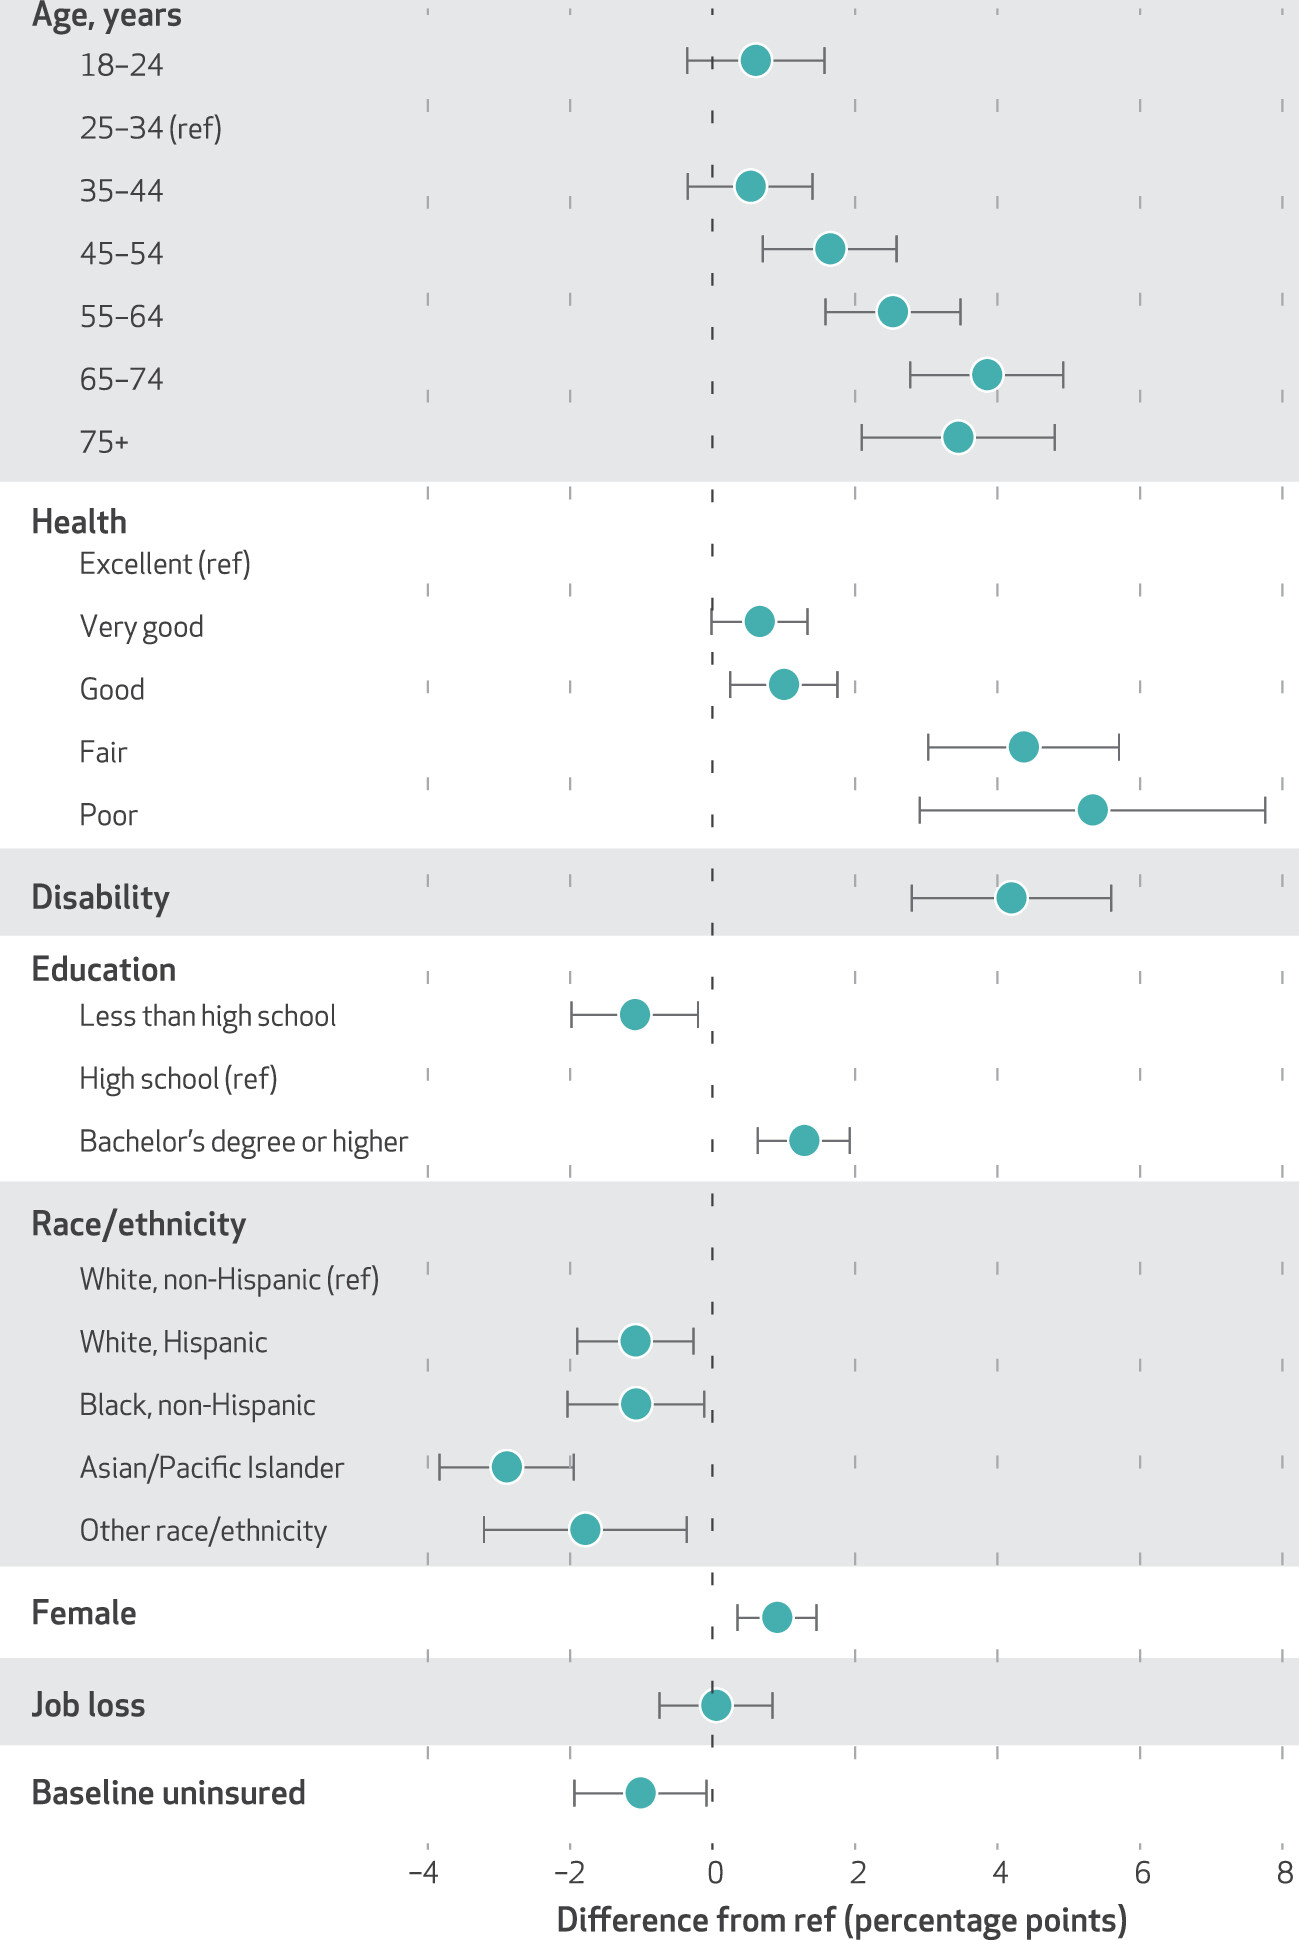 Age, years
18–24
25–34 (ref)
35–44
45–54
55–64
65–74
75+
Health
Excellent (ref)
Very good
Good
Fair
Poor
Disability
Education
Less than high school
High school (ref)
Bachelor’s degree or higher
Race/ethnicity
White, non-Hispanic (ref)
White, Hispanic
Black, non-Hispanic
Asian/Pacific Islander
Other race/ethnicity
Female
Job loss
Baseline uninsured
–4 –2 0 2 4 6 8
Difference from ref (percentage points)